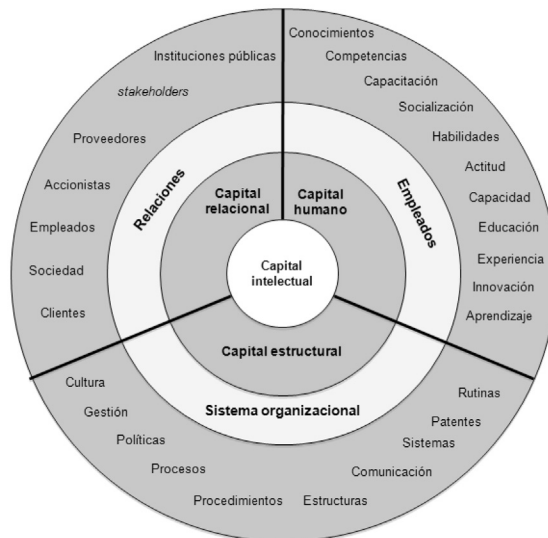 Instituciones públicas
stakeholders
Proveedores
Accionistas
Empleados
Sociedad
Clientes
Conocimientos
Competencias
Capacitación
Socialización
Habilidades
Actitud
Capacidad
Educación
Experiencia
Innovación
Aprendizaje
Relaciones
Empleados
Capital
relacional
Capital
humano
Capital
intelectual
Capital estructural
Sistema organizacional
Cultura
Gestión
Políticas
Procesos
Procedimientos
Estructuras
Comunicación
Sistemas
Patentes
Rutinas